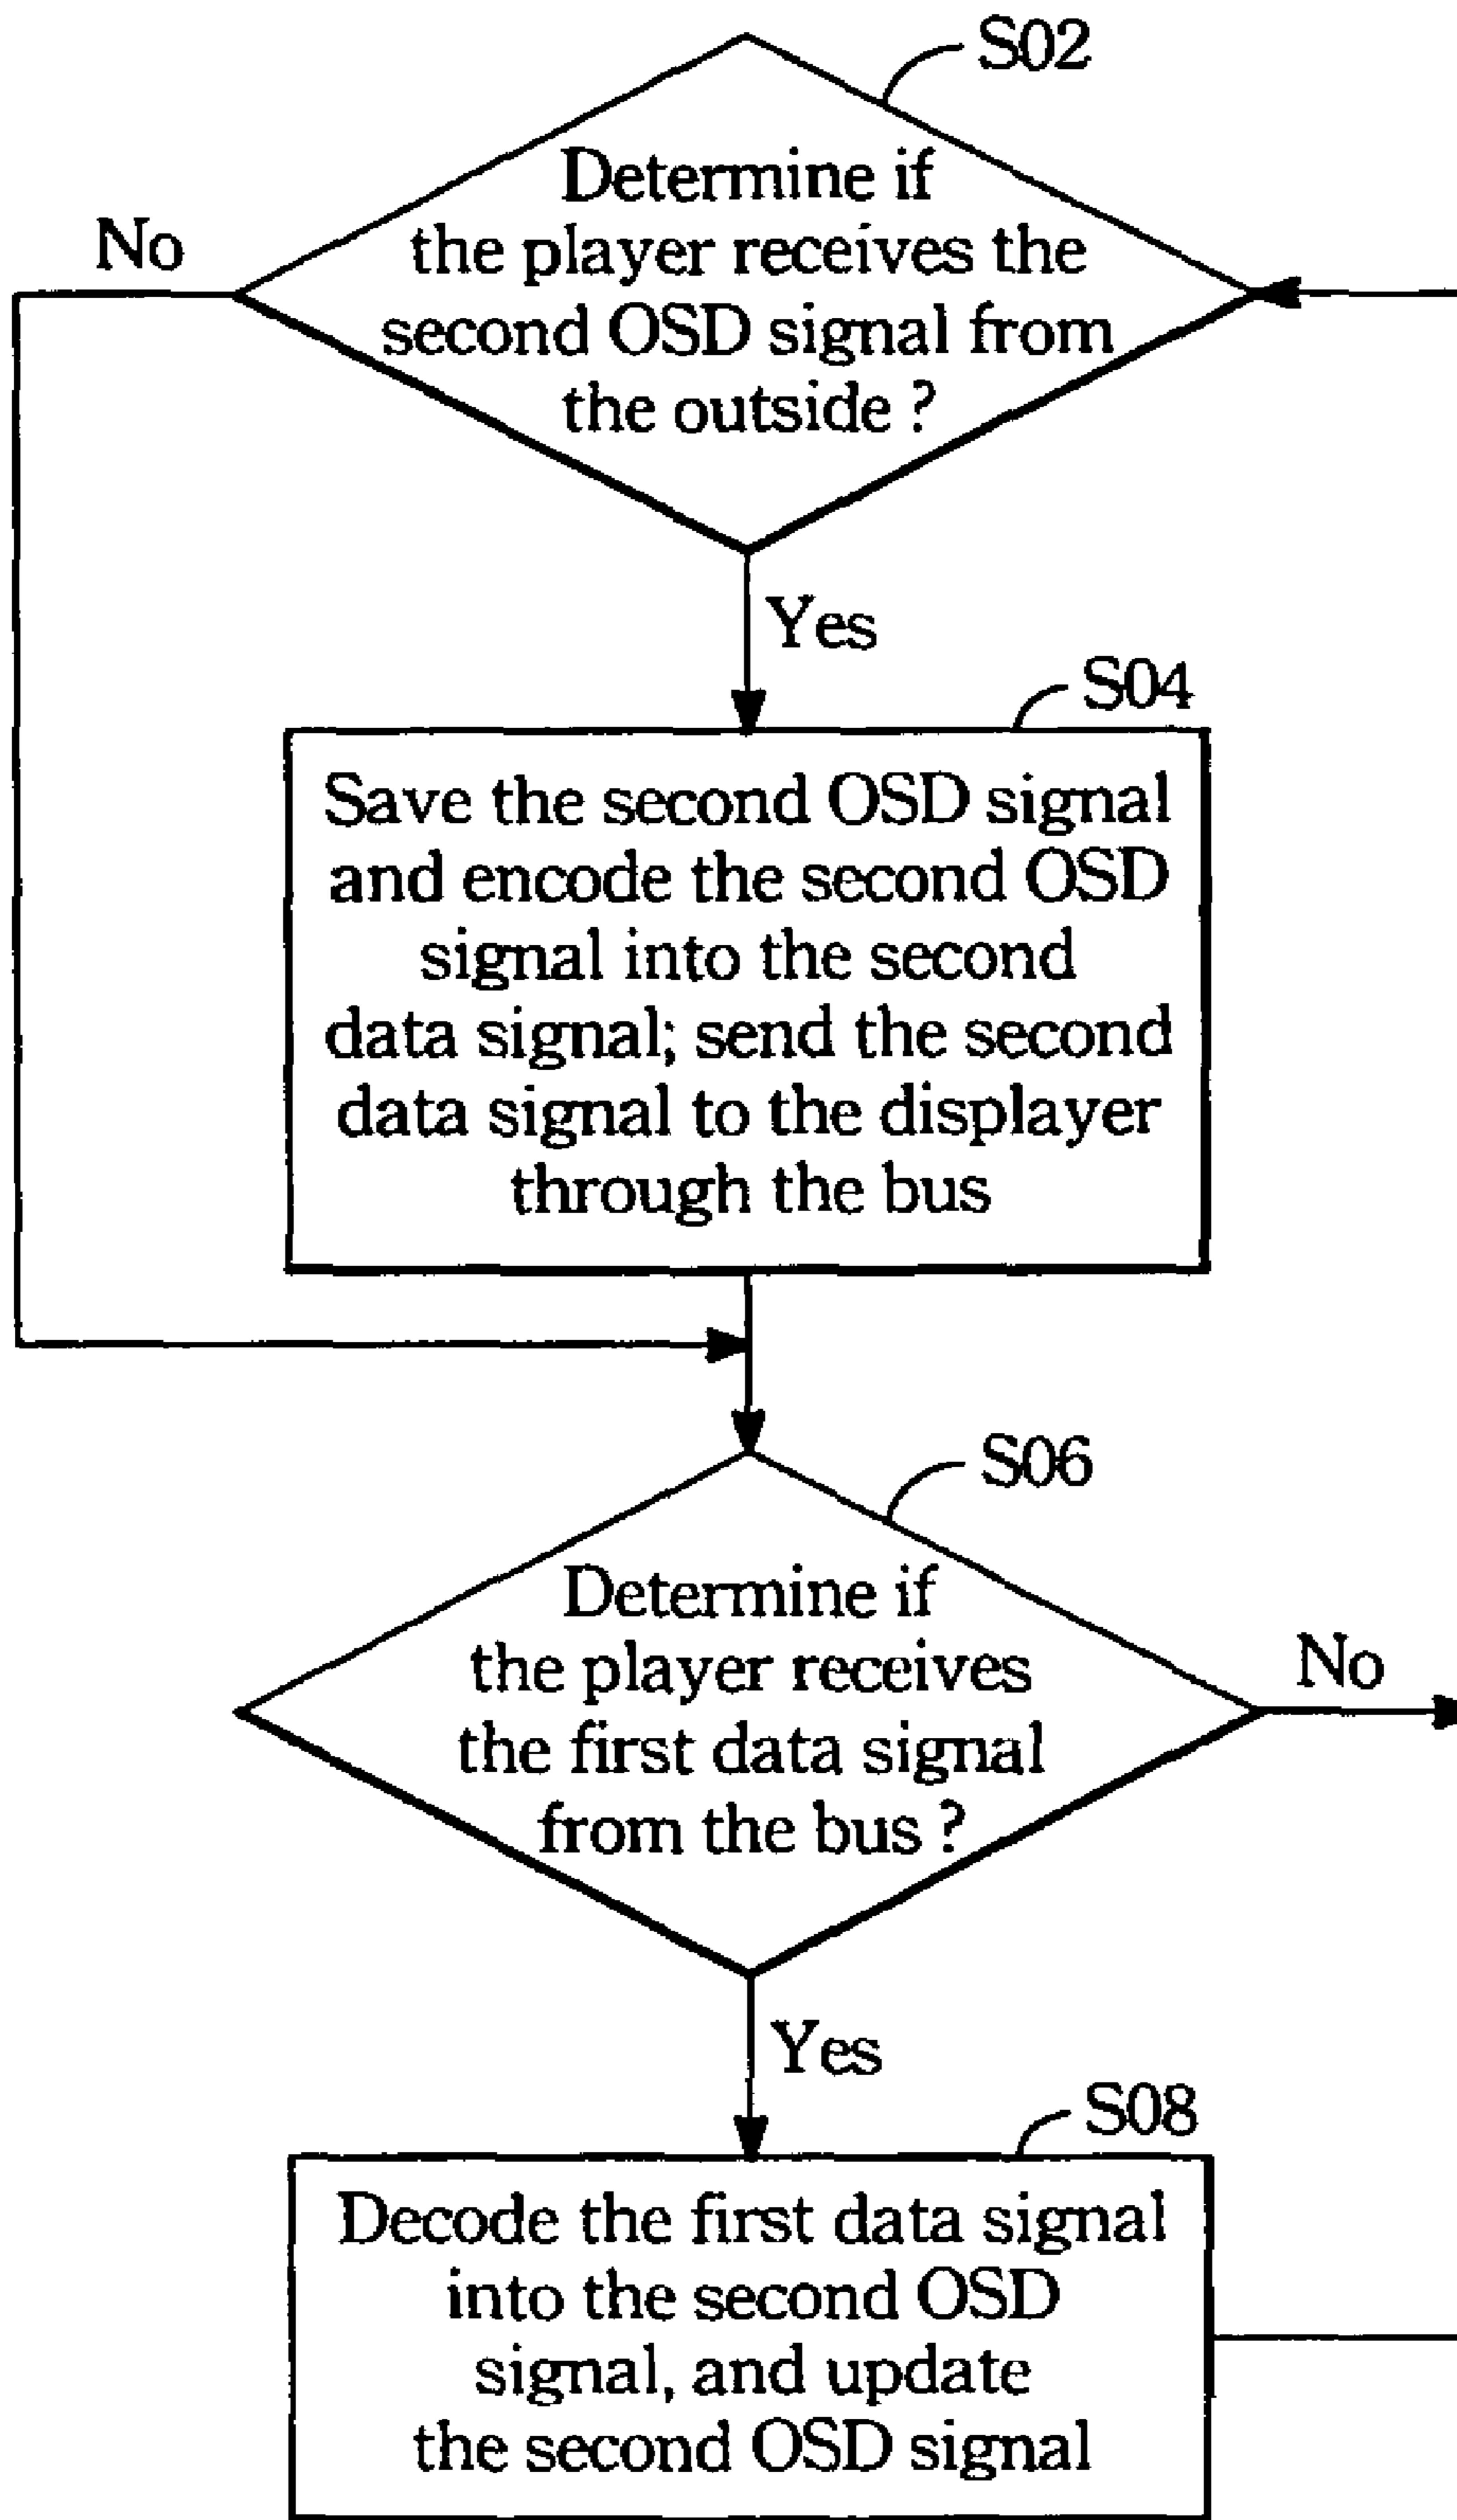 S02
Determine if
the player receives the
second OSD signal from
the outside ?
No
Yes
S04
Save the second OSD signal
and encode the second OSD
signal into the second
data signal; send the second
data signal to the displayer
through the bus
S06
Determine if
the player receives
the first data signal
from the bus ?
No
Yes
S08
Decode the first data signal
into the second OSD
signal, and update
the second OSD signal